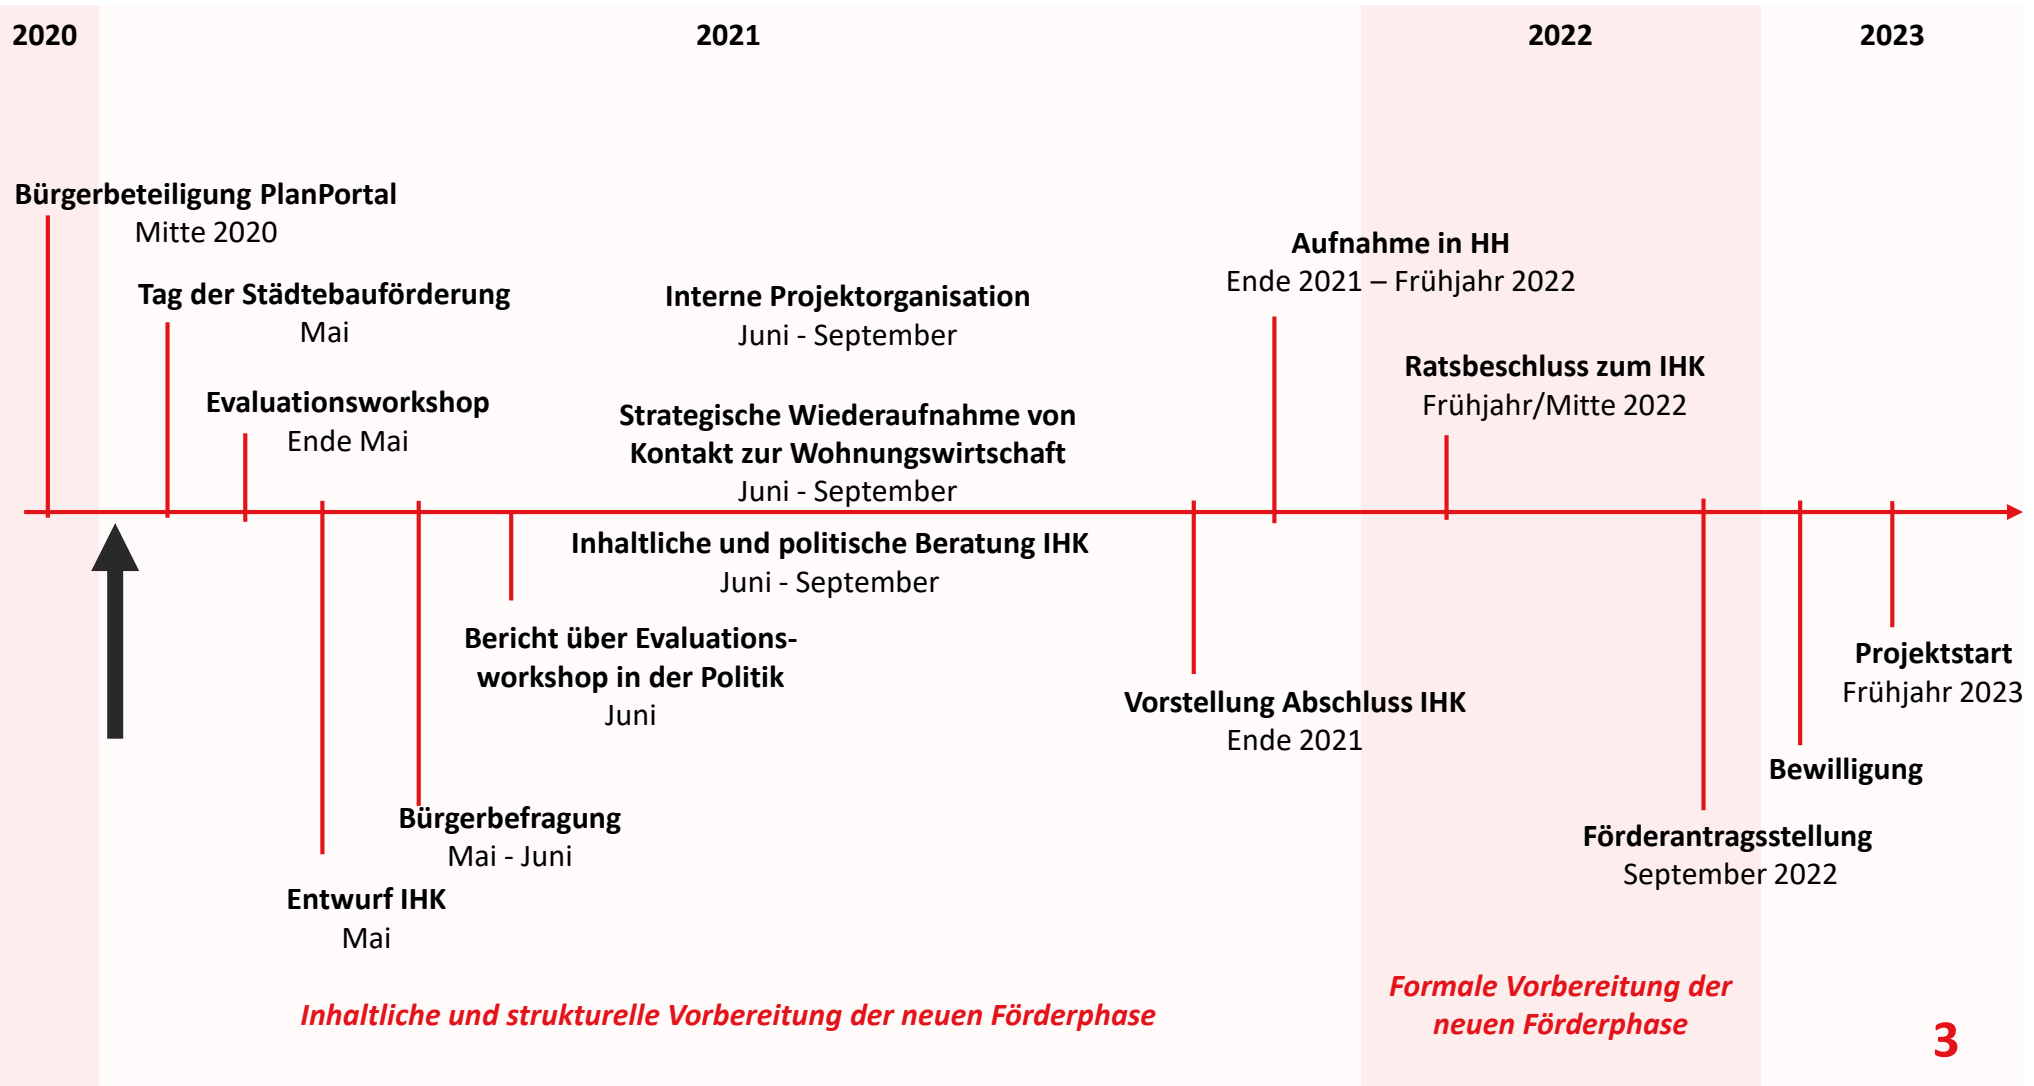 2020
2021
2022
2023
Bürgerbeteiligung PlanPortal
Mitte 2020
Tag der Städtebauförderung
Mai
Evaluationsworkshop
Ende Mai
Interne Projektorganisation
Juni - September
Strategische Wiederaufnahme von
Kontakt zur Wohnungswirtschaft
Juni - September
Aufnahme in HH
Ende 2021 – Frühjahr 2022
Ratsbeschluss zum IHK
Frühjahr/Mitte 2022
Inhaltliche und politische Beratung IHK
Juni - September
Bericht über Evaluations-
workshop in der Politik
Juni
Bürgerbefragung
Mai - Juni
Entwurf IHK
Mai
Vorstellung Abschluss IHK
Ende 2021
Projektstart
Frühjahr 2023
Bewilligung
Förderantragsstellung
September 2022
Inhaltliche und strukturelle Vorbereitung der neuen Förderphase
Formale Vorbereitung der
neuen Förderphase
3